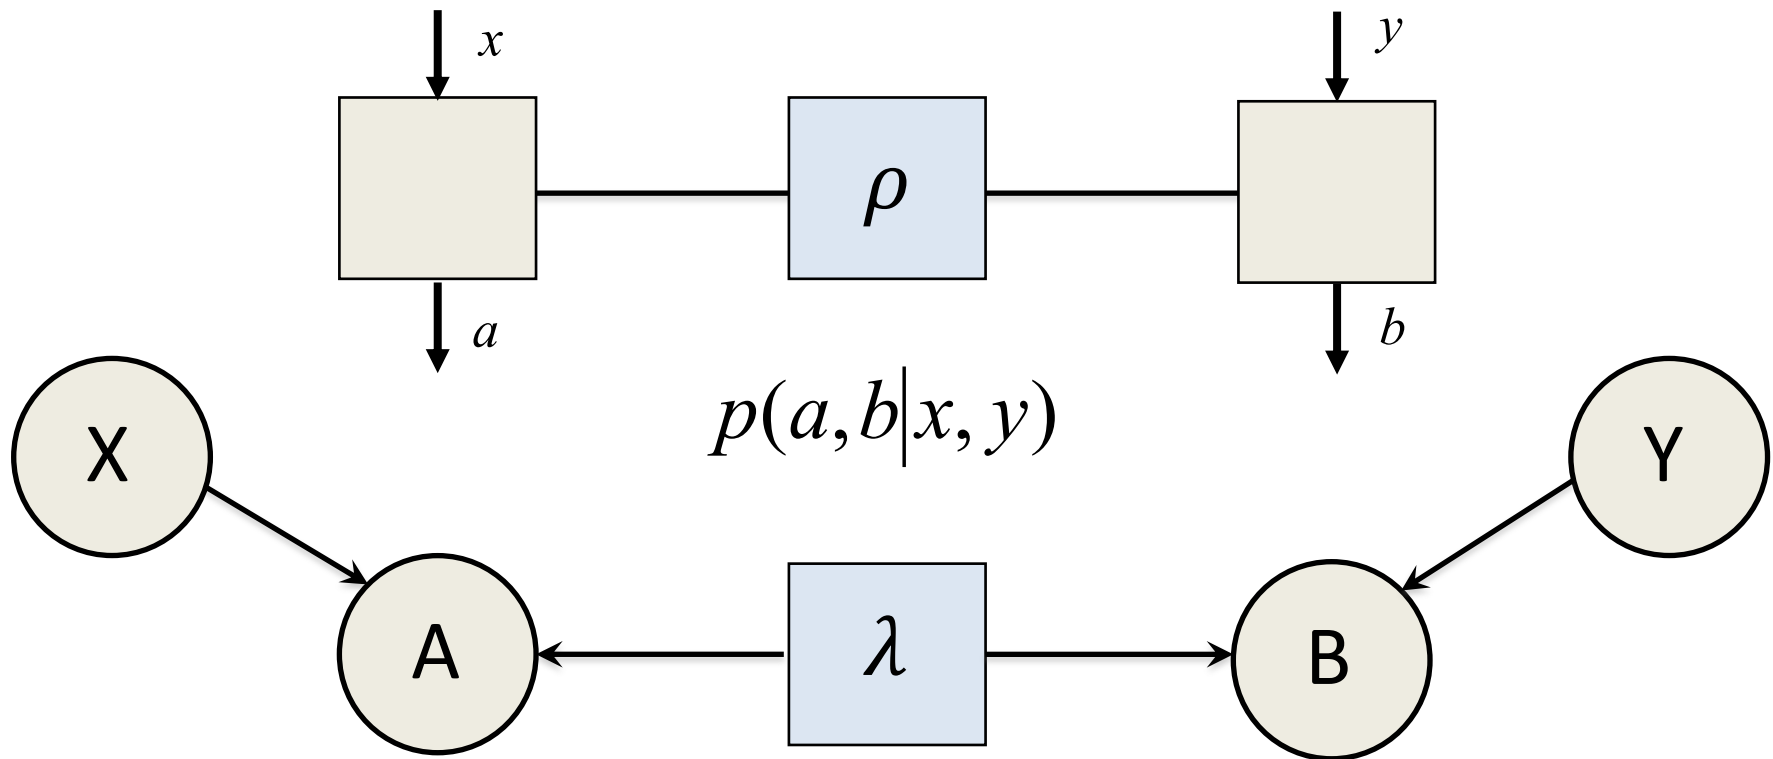 x y
ρ
a b
p(a,b|x,y)
X Y
A λ B